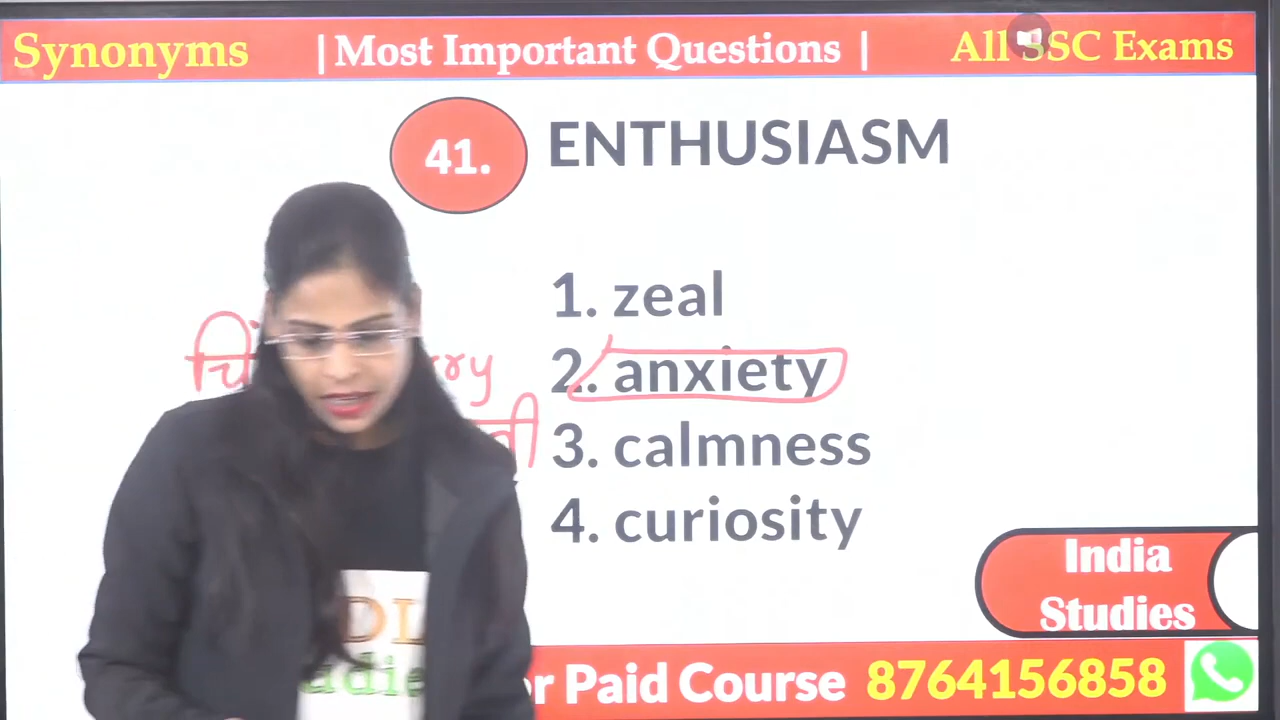 Synonyms | Most Important Questions | All SSC Exams
41. ENTHUSIASM
1. zeal
2. anxiety
3. calmness
4. curiosity
India
Studies
Paid Course 8764156858